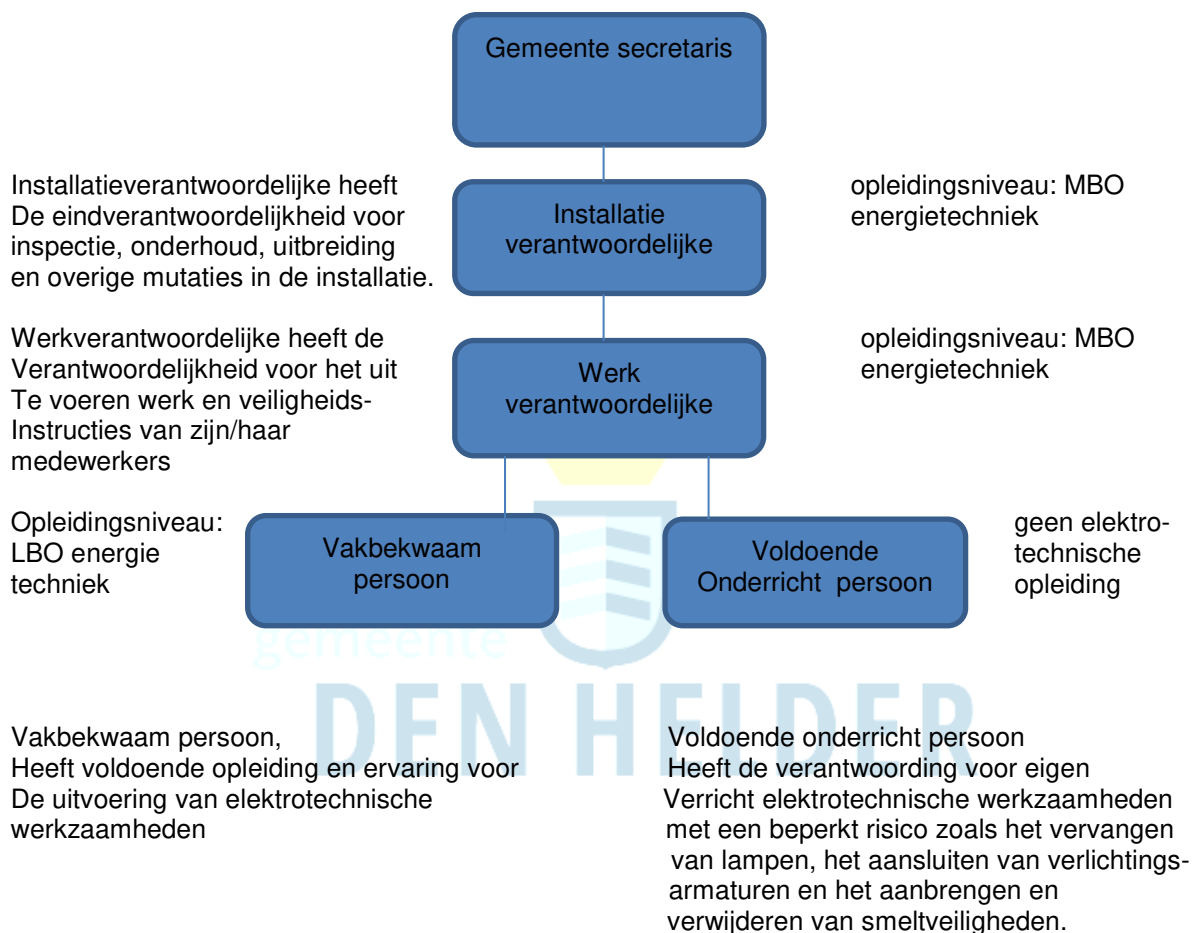 Gemeente secretaris
Installatieverantwoordelijke heeft
De eindverantwoordelijkheid voor
inspectie, onderhoud, uitbreiding
en overige mutaties in de installatie.
Installatie
verantwoordelijke
opleidingsniveau: MBO
energietechniek
Werkverantwoordelijke heeft de
Verantwoordelijkheid voor het uit
Te voeren werk en veiligheids-
Instructies van zijn/haar
medewerkers
Werk
verantwoordelijke
opleidingsniveau: MBO
energietechniek
Opleidingsniveau:
LBO energie
techniek
Vakbekwaam
persoon
Voldoende
Onderricht  persoon
geen elektro-
technische
opleiding
gemeente
DEN HELDER
Vakbekwaam persoon,
Heeft voldoende opleiding en ervaring voor
De uitvoering van elektrotechnische
werkzaamheden
Voldoende onderricht persoon
Heeft de verantwoording voor eigen
Verricht elektrotechnische werkzaamheden
met een beperkt risico zoals het vervangen
van lampen, het aansluiten van verlichtings-
armaturen en het aanbrengen en
verwijderen van smeltveiligheden.